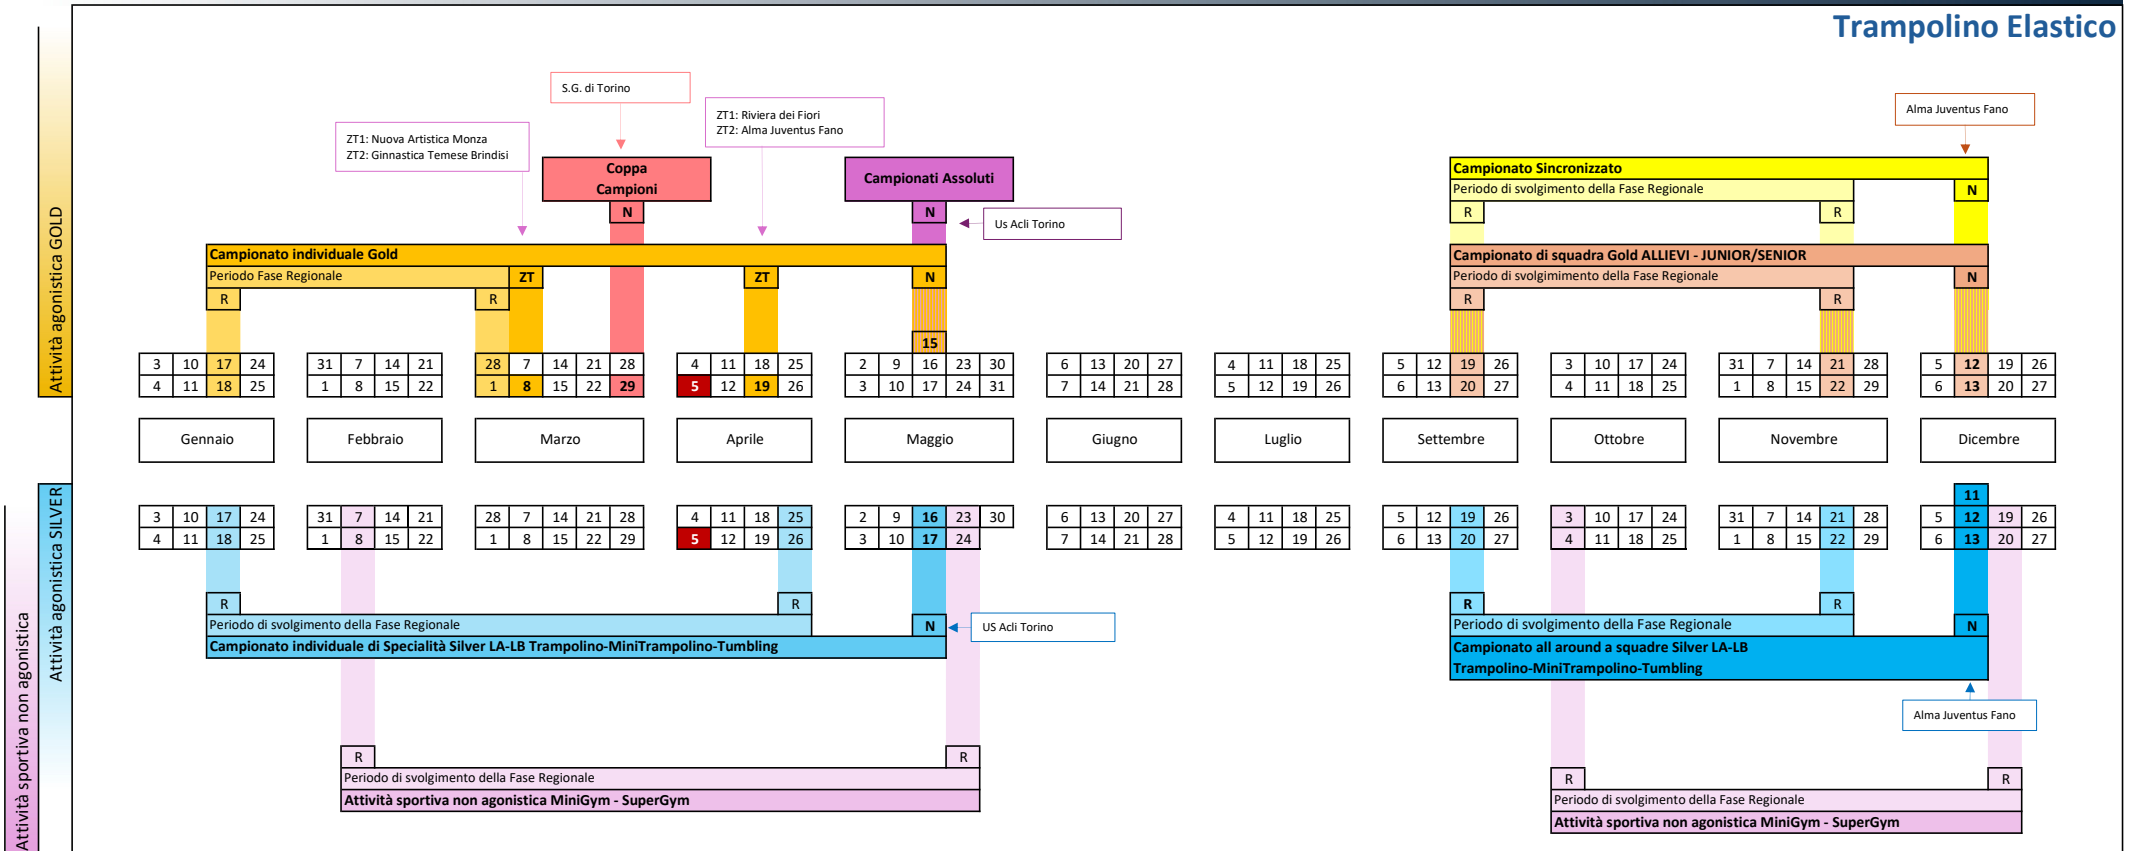 Trampolino Elastico
S.G. di Torino
ZT1: Riviera dei Fiori
ZT2: Alma Juventus Fano
Alma Juventus Fano
ZT1: Nuova Artistica Monza
ZT2: Ginnastica Temese Brindisi
Coppa
Campioni
Campionati Assoluti
Campionato Sincronizzato
Periodo di svolgimento della Fase Regionale N
N N R R
Us Acli Torino
Campionato individuale Gold
Campionato di squadra Gold ALLIEVI - JUNIOR/SENIOR
Periodo Fase Regionale ZT ZT N
Periodo di svolgimimento della Fase Regionale N
R R R R
15
3 10 17 24 31 7 14 21 28 7 14 21 28 4 11 18 25 2 9 16 23 30 6 13 20 27 4 11 18 25 5 12 19 26 3 10 17 24 31 7 14 21 28 5 12 19 26
4 11 18 25 1 8 15 22 1 8 15 22 29 5 12 19 26 3 10 17 24 31 7 14 21 28 5 12 19 26 6 13 20 27 4 11 18 25 1 8 15 22 29 6 13 20 27
Gennaio Febbraio Marzo Aprile Maggio Giugno Luglio Settembre Ottobre Novembre Dicembre
11
3 10 17 24 31 7 14 21 28 7 14 21 28 4 11 18 25 2 9 16 23 30 6 13 20 27 4 11 18 25 5 12 19 26 3 10 17 24 31 7 14 21 28 5 12 19 26
4 11 18 25 1 8 15 22 1 8 15 22 29 5 12 19 26 3 10 17 24 7 14 21 28 5 12 19 26 6 13 20 27 4 11 18 25 1 8 15 22 29 6 13 20 27
R R R R
Periodo di svolgimento della Fase Regionale N
US Acli Torino
Periodo di svolgimento della Fase Regionale N
Campionato individuale di Specialità Silver LA-LB Trampolino-MiniTrampolino-Tumbling
Campionato all around a squadre Silver LA-LB
Trampolino-MiniTrampolino-Tumbling
Alma Juventus Fano
R R
Periodo di svolgimento della Fase Regionale
Attività sportiva non agonistica MiniGym - SuperGym
R R
Periodo di svolgimento della Fase Regionale
Attività sportiva non agonistica MiniGym - SuperGym
Attività agonistica GOLD
Attività agonistica SILVER
Attività sportiva non agonistica